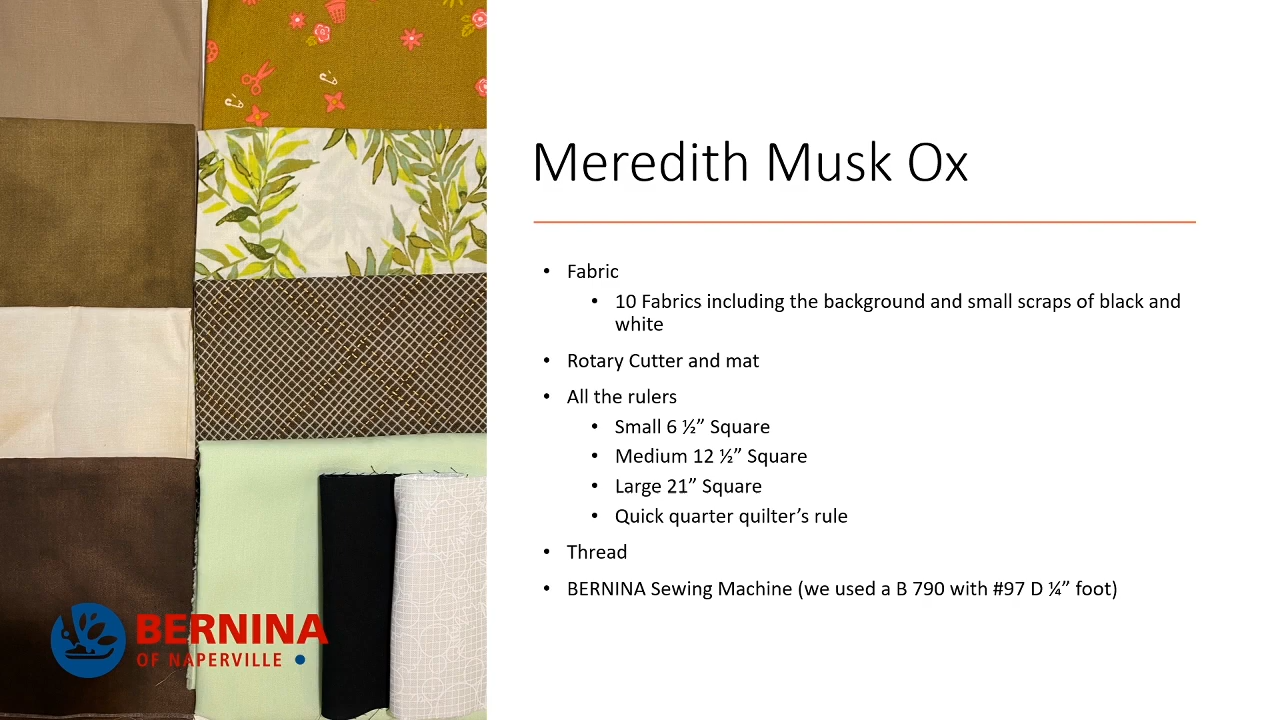 Meredith Musk Ox
• Fabric
• 10 Fabrics including the background and small scraps of black and
white
• Rotary Cutter and mat
• All the rulers
• Small 6 ½” Square
• Medium 12 ½” Square
• Large 21” Square
• Quick quarter quilter’s rule
• Thread
• BERNINA Sewing Machine (we used a B 790 with #97 D ¼” foot)
BERNINA
OF NAPERVILLE